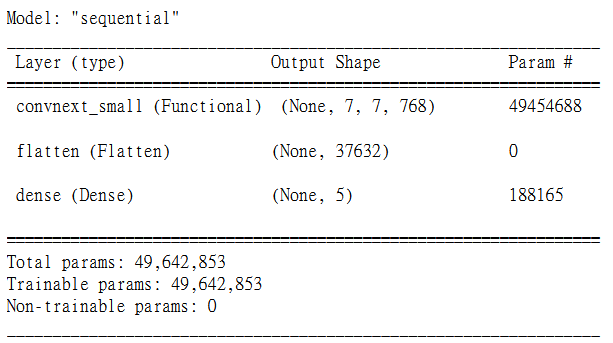 Model: "sequential"
Layer (type) Output Shape Param #
convnext_small (Functional) (None, 7, 7, 768) 49454688
flatten (Flatten) (None, 37632) 0
dense (Dense) (None, 5) 188165
Total params: 49,642,853
Trainable params: 49,642,853
Non-trainable params: 0